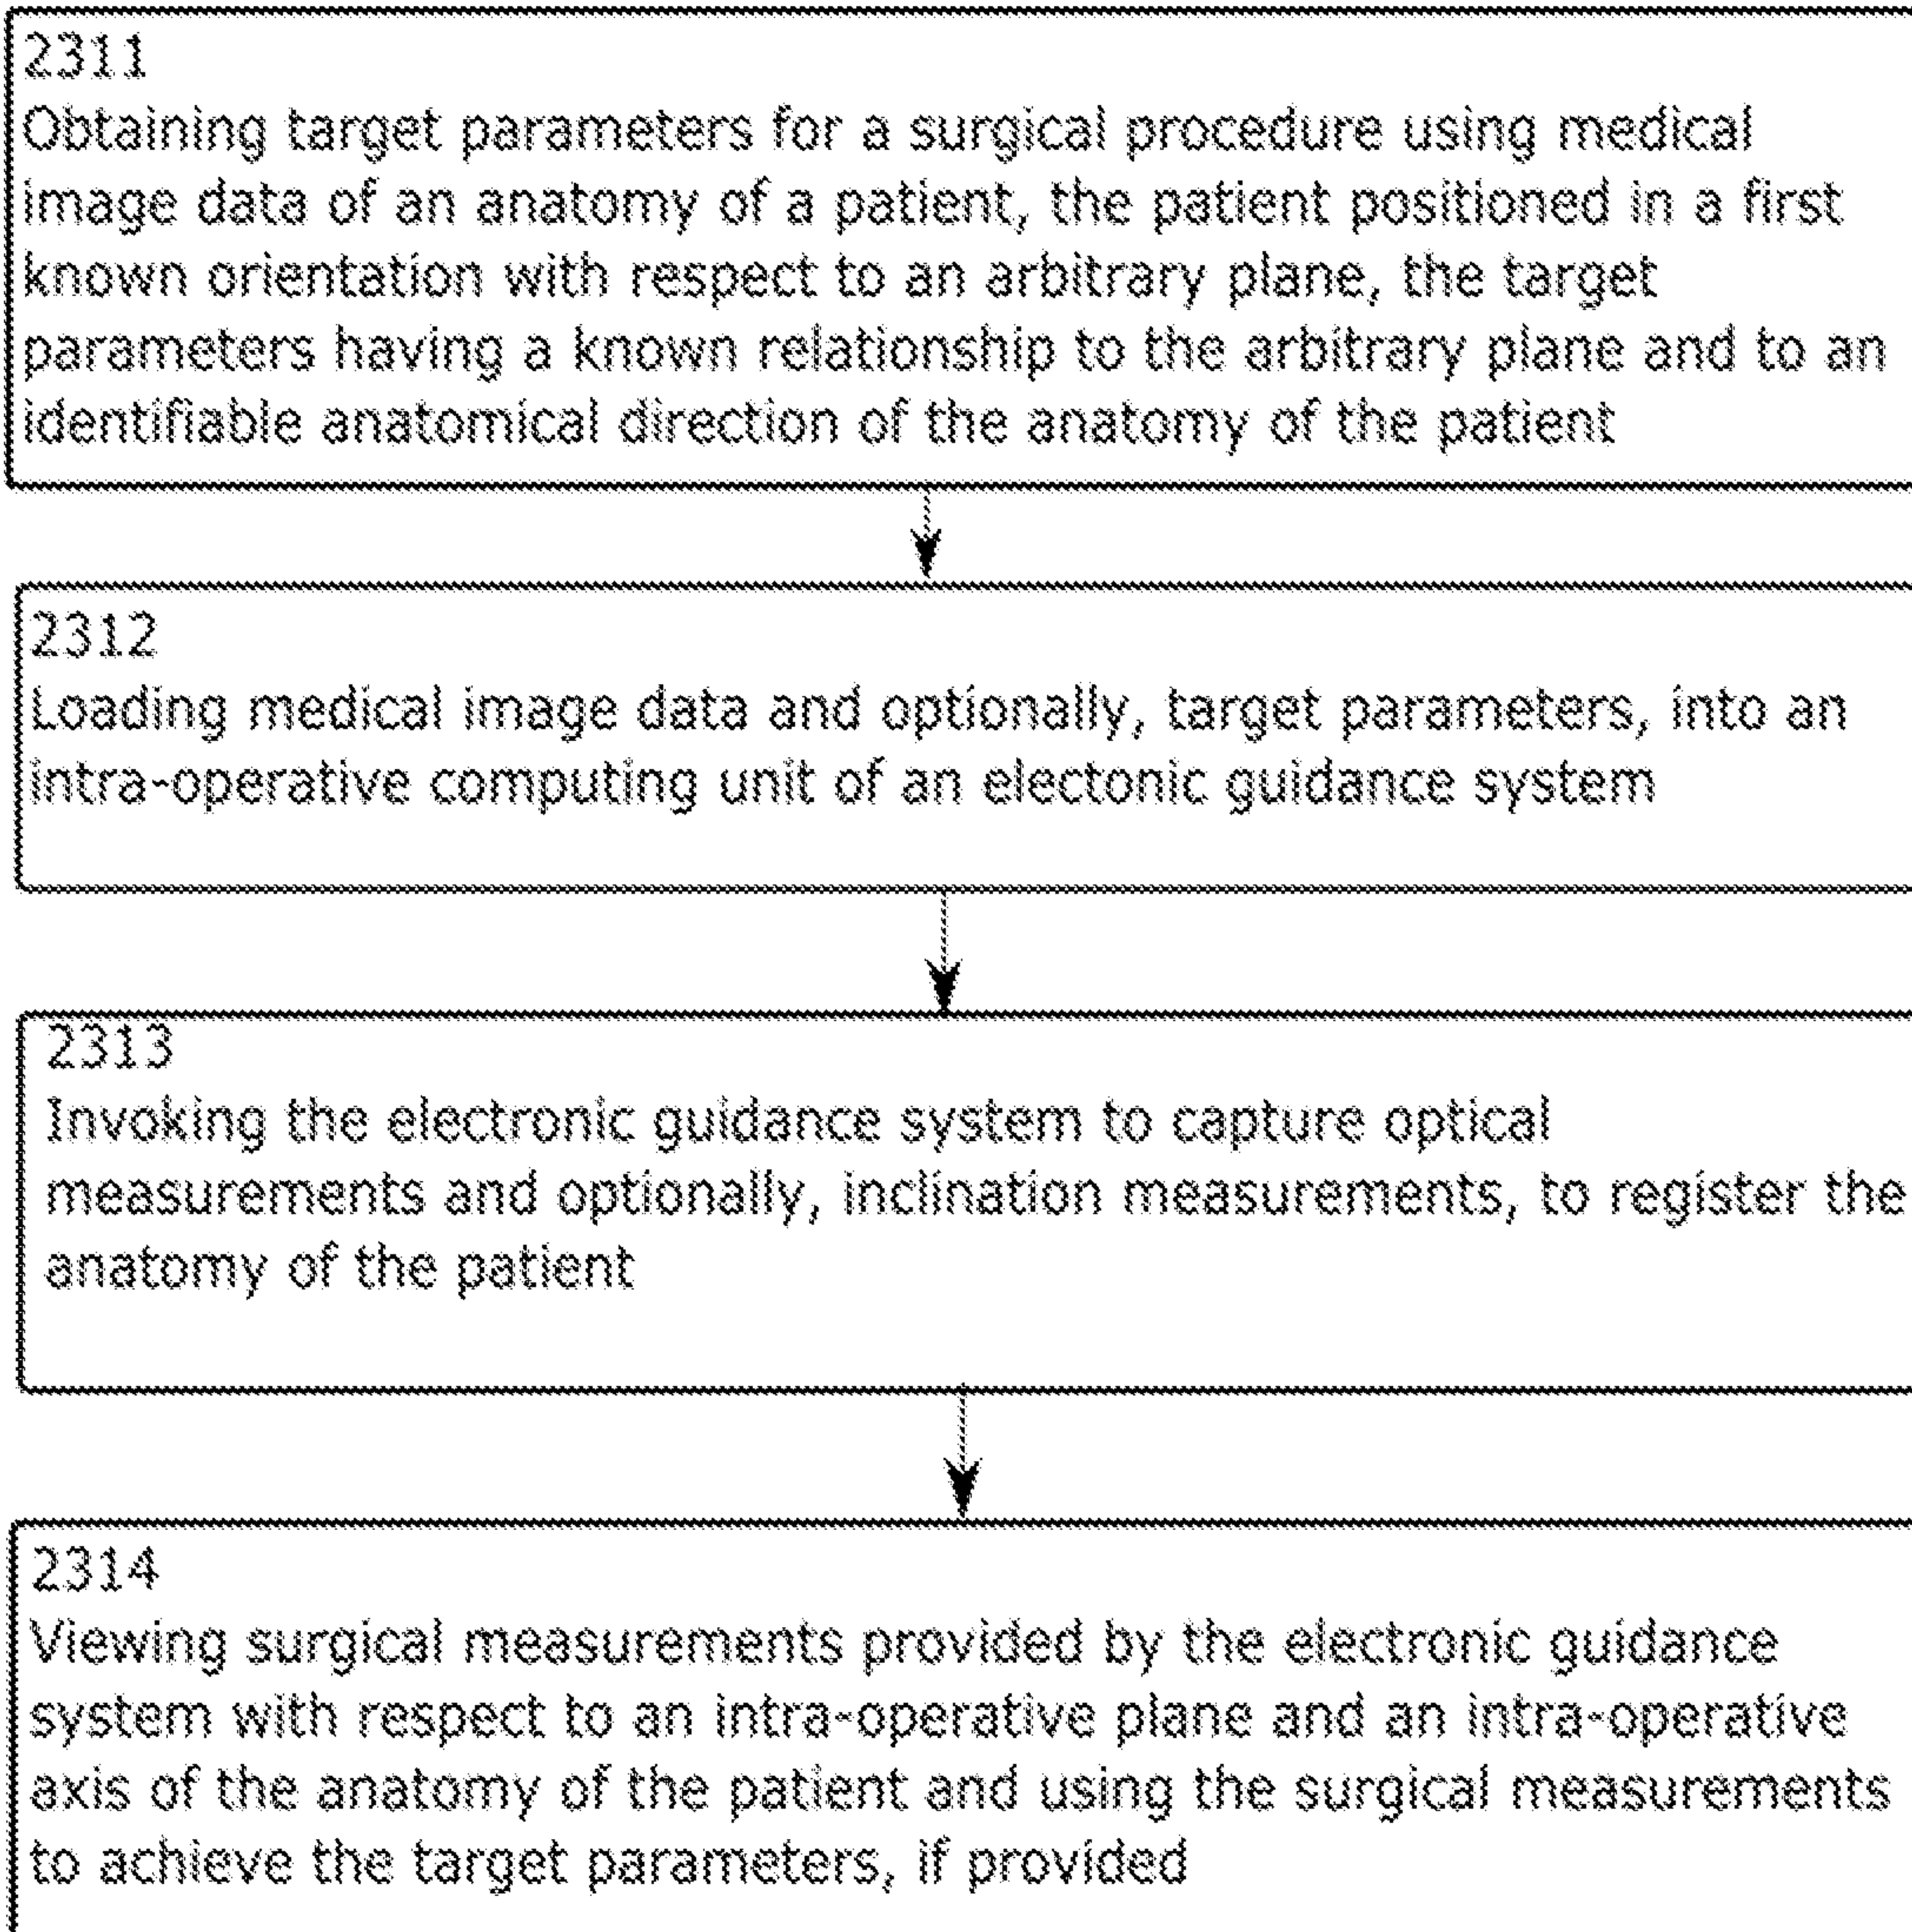 2311
Obtaining target parameters for a surgical procedure using medical
image data of an anatomy of a patient, the patient positioned in a first
known orientation with respect to an arbitrary plane, the target
parameters having a known relationship to the arbitrary plane and to an
identifiable anatomical direction of the anatomy of the patient
2312
Loading medical image data and optionally, target parameters, into an
intra-operative computing unit of an electonic guidance system
2313
Invoking the electronic guidance system to capture optical
measurements and optionally, inclination measurements, to register the
anatomy of the patient
2314
Viewing surgical measurements provided by the electronic guidance
system with respect to an intra-operative plane and an intra-operative
axis of the anatomy of the patient and using the surgical measurements
to achieve the target parameters, if provided